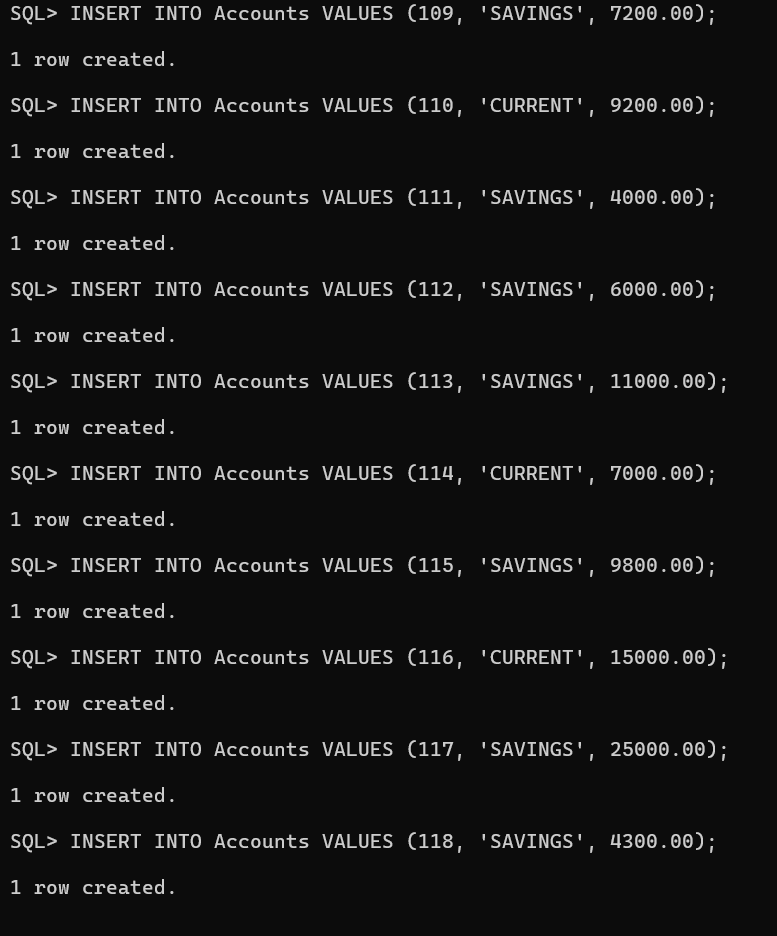 SQL> INSERT INTO Accounts VALUES (109, 'SAVINGS', 7200.00);
1 row created.
SQL> INSERT INTO Accounts VALUES (110, 'CURRENT', 9200.00);
1 row created.
SQL> INSERT INTO Accounts VALUES (111, 'SAVINGS', 4000.00);
1 row created.
SQL> INSERT INTO Accounts VALUES (112, 'SAVINGS', 6000.00);
1 row created.
SQL> INSERT INTO Accounts VALUES (113, 'SAVINGS', 11000.00);
1 row created.
SQL> INSERT INTO Accounts VALUES (114, 'CURRENT', 7000.00);
1 row created.
SQL> INSERT INTO Accounts VALUES (115, 'SAVINGS', 9800.00);
1 row created.
SQL> INSERT INTO Accounts VALUES (116, 'CURRENT', 15000.00);
1 row created.
SQL> INSERT INTO Accounts VALUES (117, 'SAVINGS', 25000.00);
1 row created.
SQL> INSERT INTO Accounts VALUES (118, 'SAVINGS', 4300.00);
1 row created.